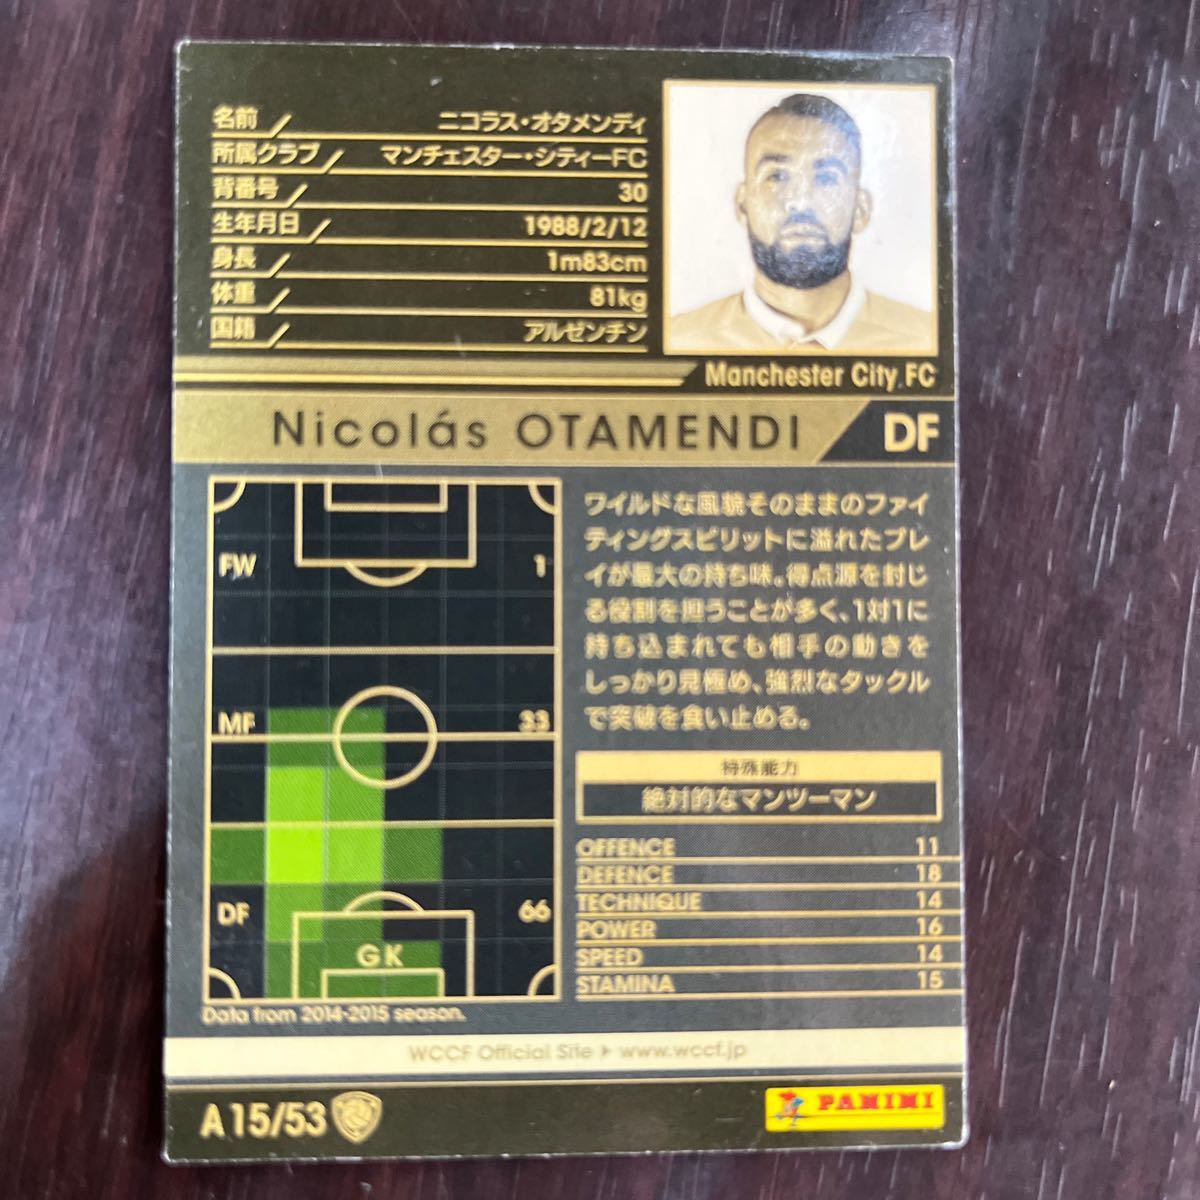 名前 ニコラス・オタメンディ
所属クラブ マンチェスター・シティーFC
背番号 30
生年月日 1988/2/12
身長 1m83cm
体重 81kg
国籍 アルゼンチン
Manchester City FC
Nicolás OTAMENDI DF
FW 1
MF 33
DF 66
GK
Data from 2014-2015 season.
ワイルドな風貌そのままのファイ
ティングスピリットに溢れたプレ
イが最大の持ち味。得点源を封じ
る役割を担うことが多く、1対1に
持ち込まれても相手の動きを
しっかり見極め、強烈なタックル
で突破を食い止める。
特殊能力
絶対的なマンツーマン
OFFENCE 11
DEFENCE 18
TECHNIQUE 14
POWER 16
SPEED 14
STAMINA 15
WCCF Official Site ▶ www.wccf.jp
A15/53
PANINI